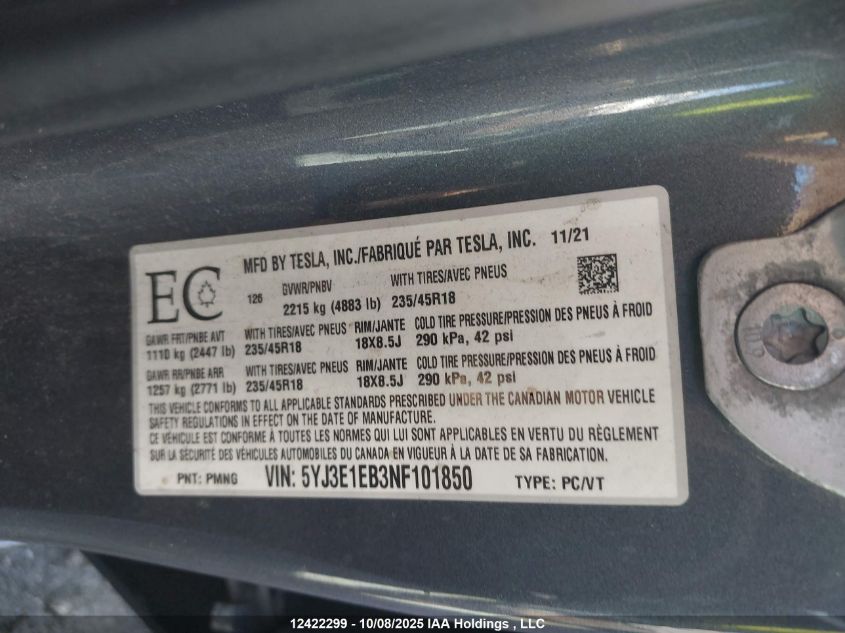 EC
MFD BY TESLA, INC./FABRIQUÉ PAR TESLA, INC. 11/21
126 GVWR/PNBV WITH TIRES/AVEC PNEUS
2215 kg (4883 lb) 235/45R18
GAWR FRT/PNBE AVT WITH TIRES/AVEC PNEUS RIM/JANTE COLD TIRE PRESSURE/PRESSION DES PNEUS À FROID
1110 kg (2447 lb) 235/45R18 18X8.5J 290 kPa, 42 psi
GAWR RR/PNBE ARR WITH TIRES/AVEC PNEUS RIM/JANTE COLD TIRE PRESSURE/PRESSION DES PNEUS À FROID
1257 kg (2771 lb) 235/45R18 18X8.5J 290 kPa, 42 psi
THIS VEHICLE CONFORMS TO ALL APPLICABLE STANDARDS PRESCRIBED UNDER THE CANADIAN MOTOR VEHICLE
SAFETY REGULATIONS IN EFFECT ON THE DATE OF MANUFACTURE.
CE VÉHICULE EST CONFORME À TOUTES LES NORMES QUI LUI SONT APPLICABLES EN VERTU DU RÈGLEMENT
SUR LA SÉCURITÉ DES VÉHICULES AUTOMOBILES DU CANADA EN VIGUEUR À LA DATE DE SA FABRICATION.
PNT: PMNG VIN: 5YJ3E1EB3NF101850 TYPE: PC/VT
12422299 - 10/08/2025 IAA Holdings, LLC